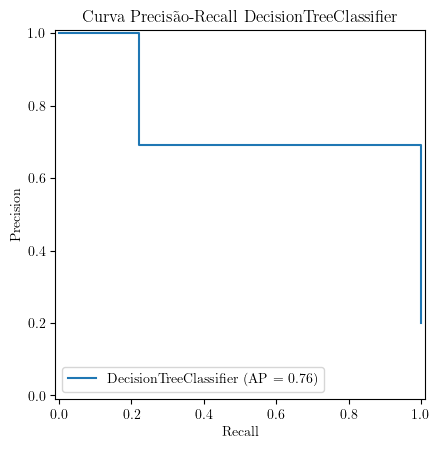 Curva Precisão-Recall DecisionTreeClassifier
1.0
0.8
0.6
0.4
0.2
0.0
Precision
DecisionTreeClassifier (AP = 0.76)
0.0 0.2 0.4 0.6 0.8 1.0
Recall